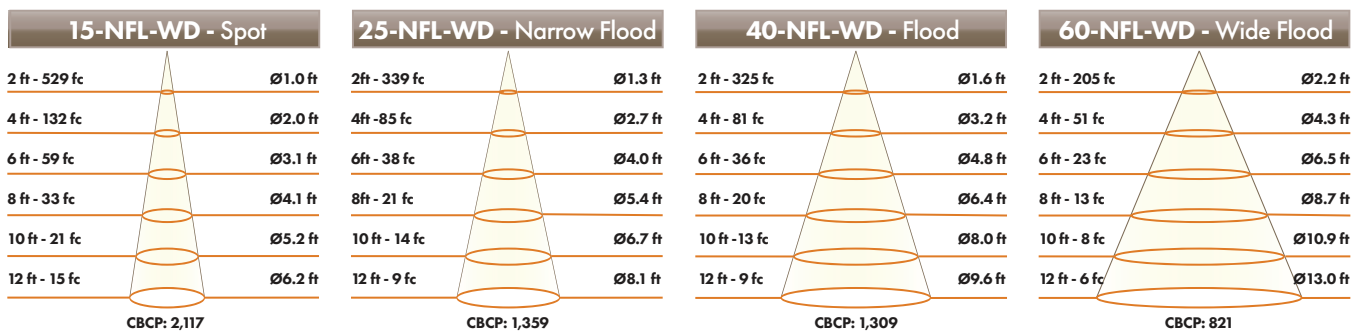 15-NFL-WD - Spot
2 ft - 529 fc Ø1.0 ft
4 ft - 132 fc Ø2.0 ft
6 ft - 59 fc Ø3.1 ft
8 ft - 33 fc Ø4.1 ft
10 ft - 21 fc Ø5.2 ft
12 ft - 15 fc Ø6.2 ft
CBCP: 2,117
25-NFL-WD - Narrow Flood
2ft - 339 fc Ø1.3 ft
4ft -85 fc Ø2.7 ft
6ft - 38 fc Ø4.0 ft
8ft - 21 fc Ø5.4 ft
10 ft - 14 fc Ø6.7 ft
12 ft - 9 fc Ø8.1 ft
CBCP: 1,359
40-NFL-WD - Flood
2 ft - 325 fc Ø1.6 ft
4 ft - 81 fc Ø3.2 ft
6 ft - 36 fc Ø4.8 ft
8 ft - 20 fc Ø6.4 ft
10 ft -13 fc Ø8.0 ft
12 ft - 9 fc Ø9.6 ft
CBCP: 1,309
60-NFL-WD - Wide Flood
2 ft - 205 fc Ø2.2 ft
4 ft - 51 fc Ø4.3 ft
6 ft - 23 fc Ø6.5 ft
8 ft - 13 fc Ø8.7 ft
10 ft - 8 fc Ø10.9 ft
12 ft - 6 fc Ø13.0 ft
CBCP: 821